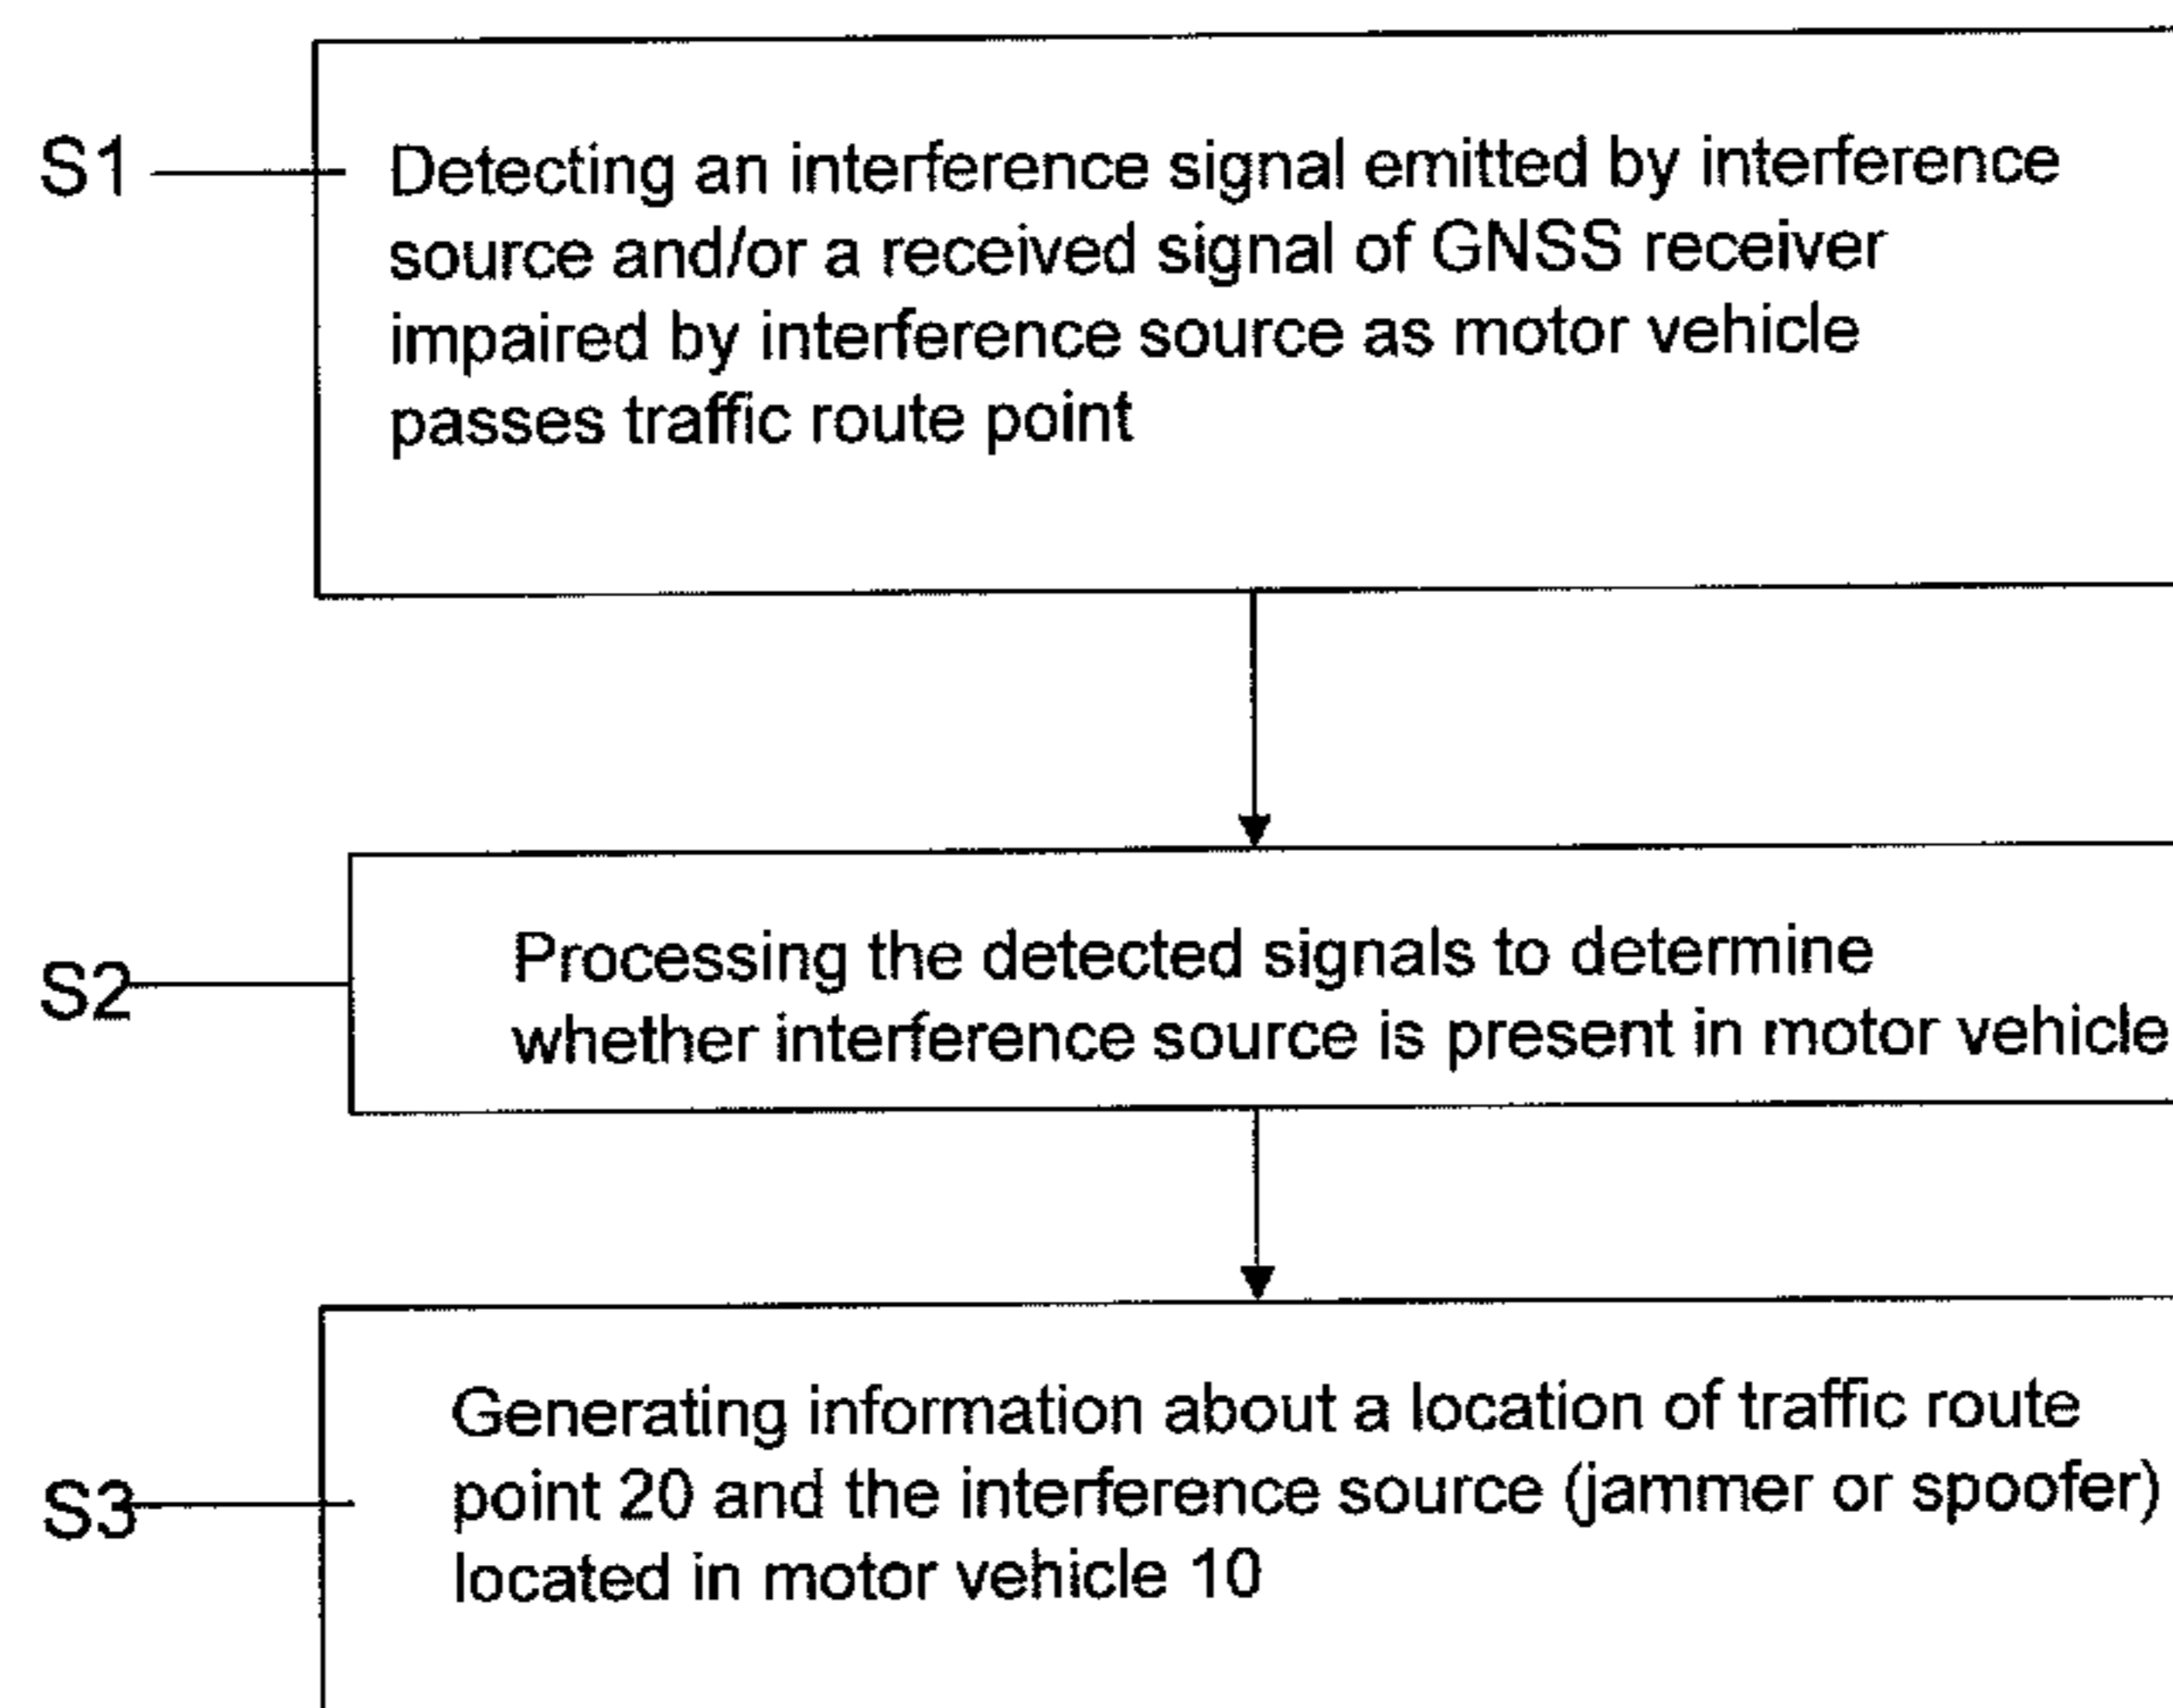 S1
Detecting an interference signal emitted by interference
source and/or a received signal of GNSS receiver
impaired by interference source as motor vehicle
passes traffic route point
S2
Processing the detected signals to determine
whether interference source is present in motor vehicle
S3
Generating information about a location of traffic route
point 20 and the interference source (jammer or spoofer)
located in motor vehicle 10